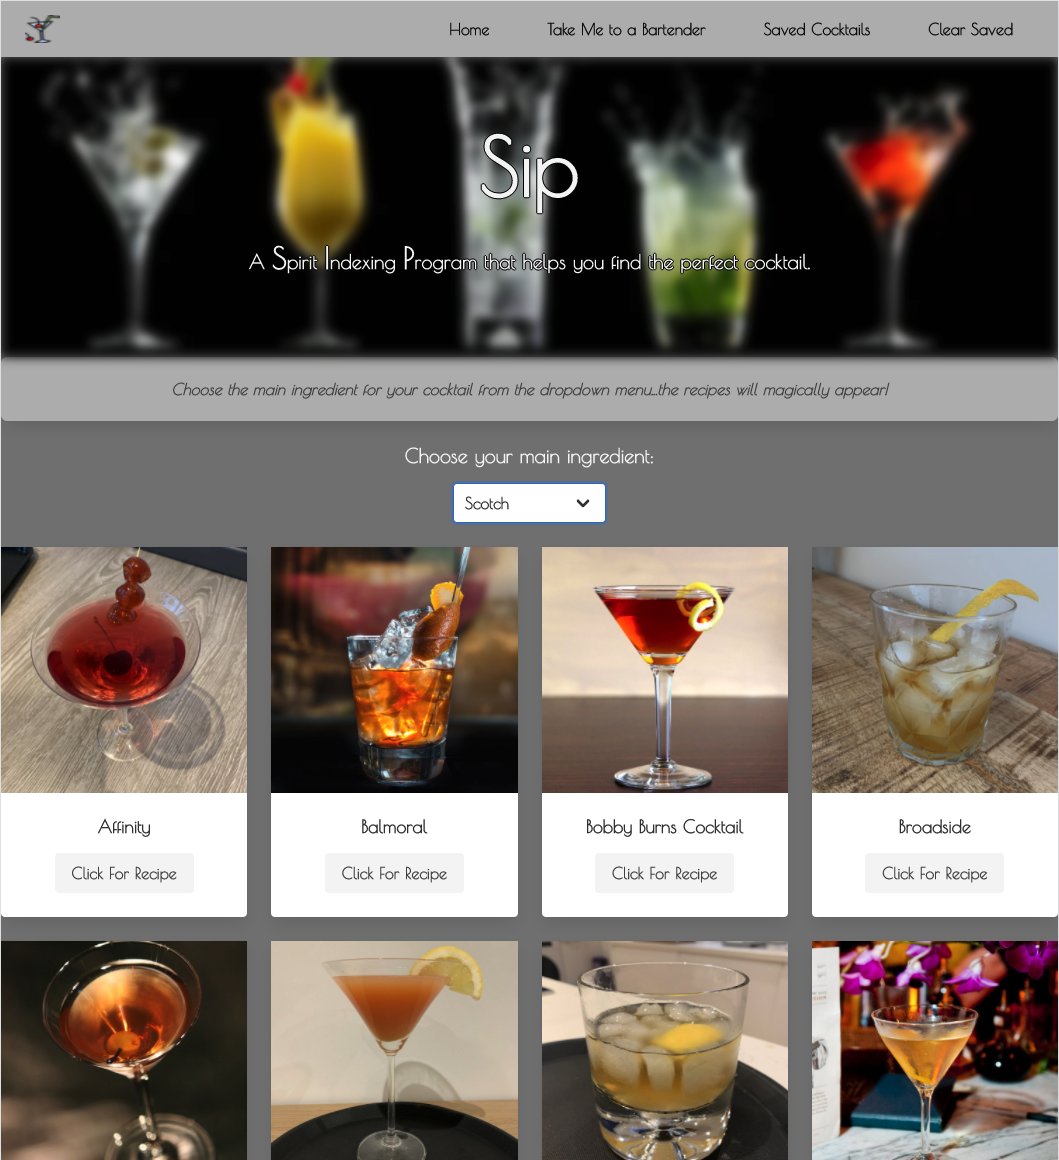 Home
Take Me to a Bartender
Saved Cocktails
Clear Saved
Sip
A Spirit Indexing Program that helps you find the perfect cocktail.
Choose the main ingredient for your cocktail from the dropdown menu...the recipes will magically appear!
Choose your main ingredient:
Scotch
Affinity
Balmoral
Bobby Burns Cocktail
Broadside
Click For Recipe
Click For Recipe
Click For Recipe
Click For Recipe